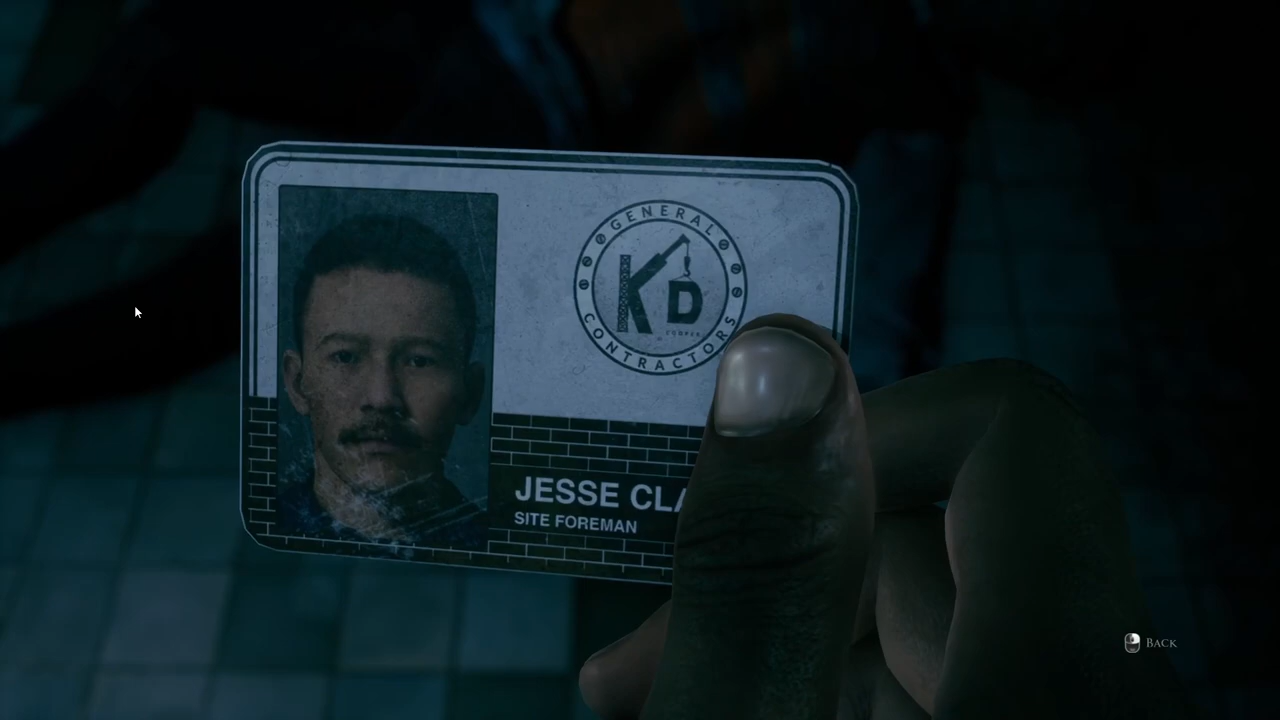 GENERAL
KD
COOPER
CONTRACTORS
JESSE CLA
SITE FOREMAN
BACK